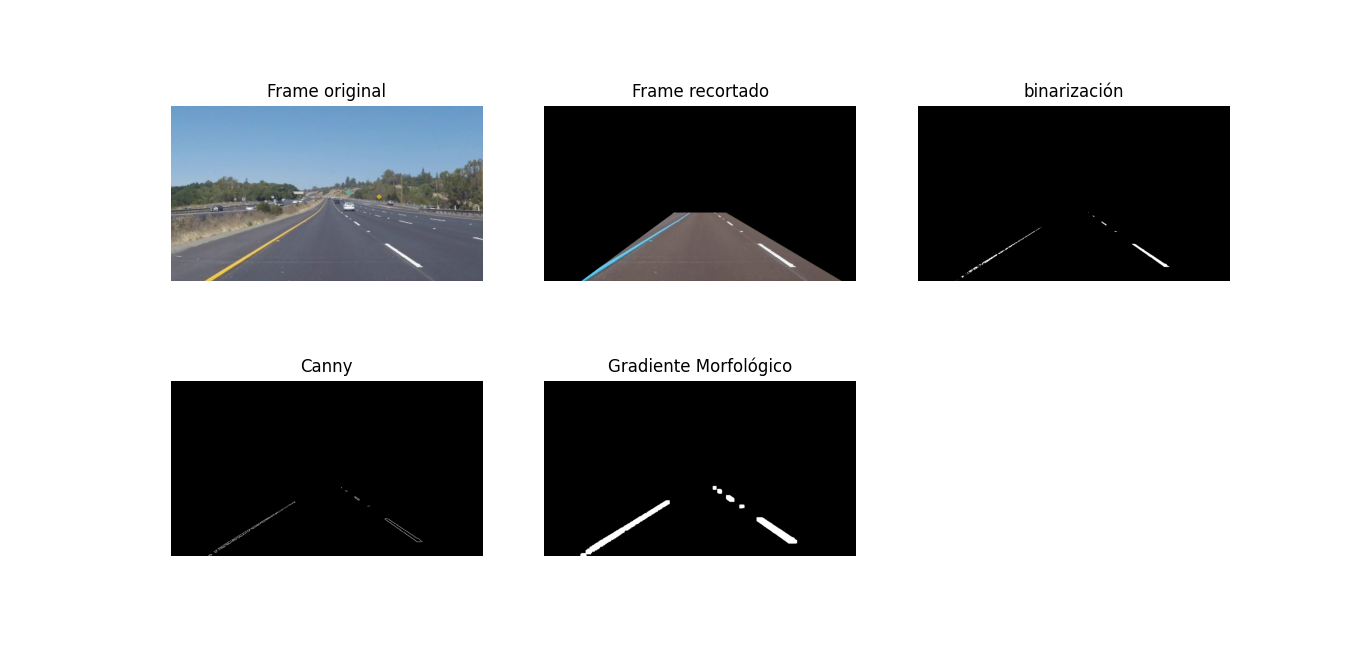 Frame original
Frame recortado
binarización
Canny
Gradiente Morfológico